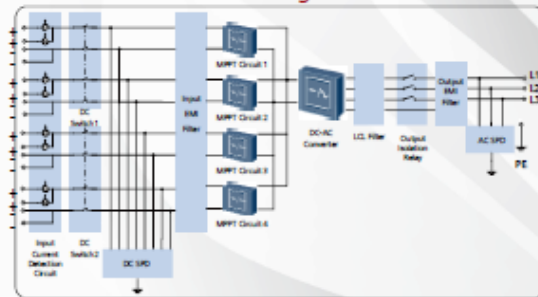 Input
Current
Detection
Circuit
DC
Switch 1
DC
Switch 2
DC SPD
Input
EMI
Filter
MPPT Circuit 1
MPPT Circuit 2
MPPT Circuit 3
MPPT Circuit 4
DC-AC
Converter
LCL Filter
Output
Isolation
Relay
Output
EMI
Filter
AC SPD
L1
L2
L3
PE